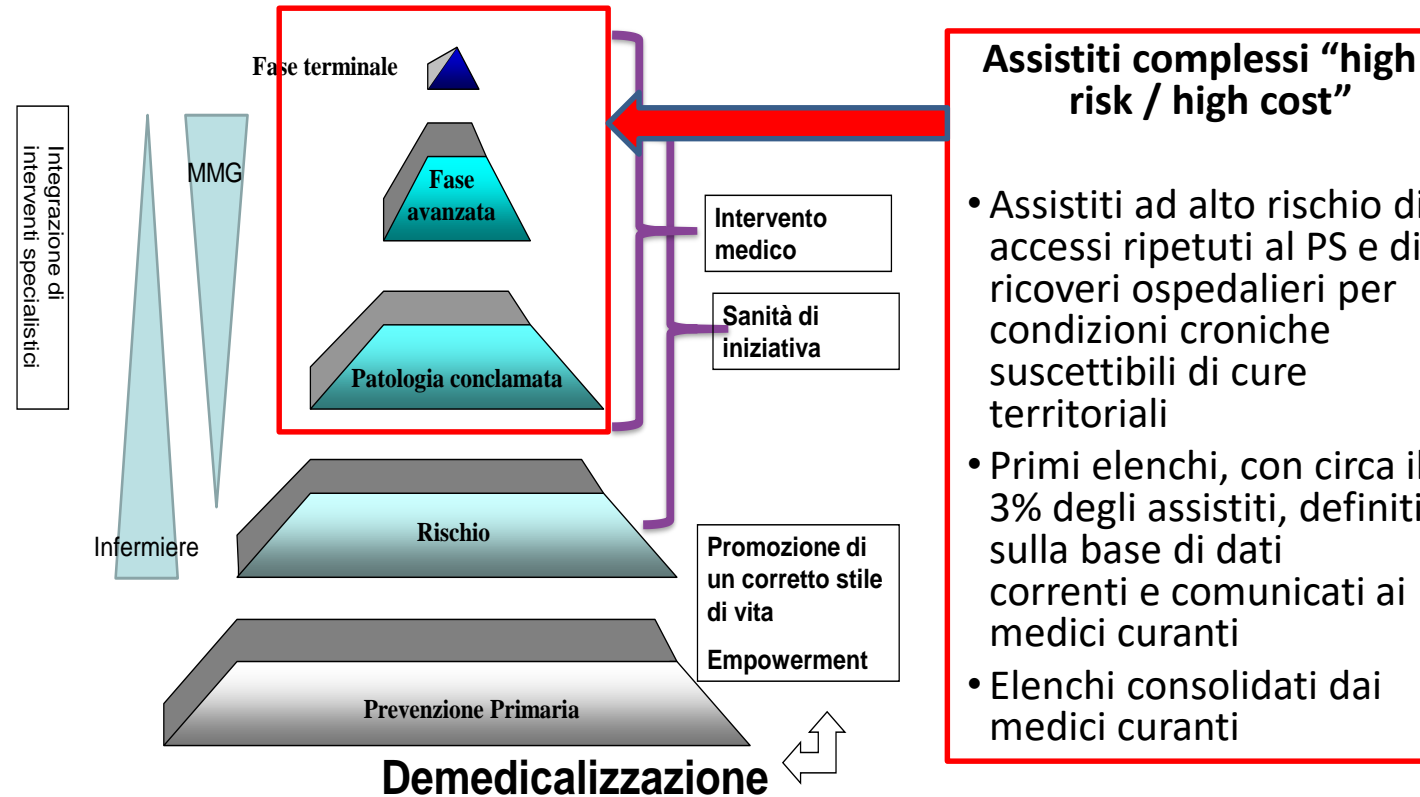 Fase terminale
Integrazione di
interventi specialistici
MMG
Infermiere
Fase
avanzata
Patologia conclamata
Rischio
Prevenzione Primaria
Demedicalizzazione
Intervento
medico
Sanità di
iniziativa
Promozione di
un corretto stile
di vita
Empowerment
Assistiti complessi “high
risk / high cost”
• Assistiti ad alto rischio di
accessi ripetuti al PS e di
ricoveri ospedalieri per
condizioni croniche
suscettibili di cure
territoriali
• Primi elenchi, con circa il
3% degli assistiti, definiti
sulla base di dati
correnti e comunicati ai
medici curanti
• Elenchi consolidati dai
medici curanti